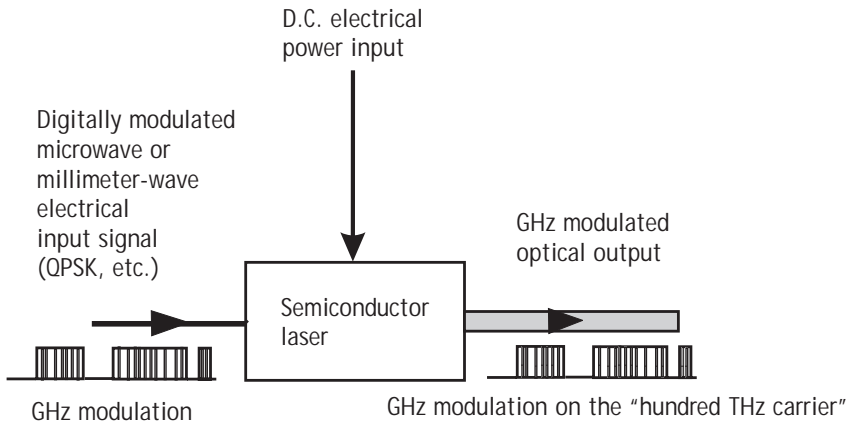 D.C. electrical
power input
Digitally modulated
microwave or
millimeter-wave
electrical
input signal
(QPSK, etc.)
GHz modulated
optical output
Semiconductor
laser
GHz modulation
GHz modulation on the “hundred THz carrier”